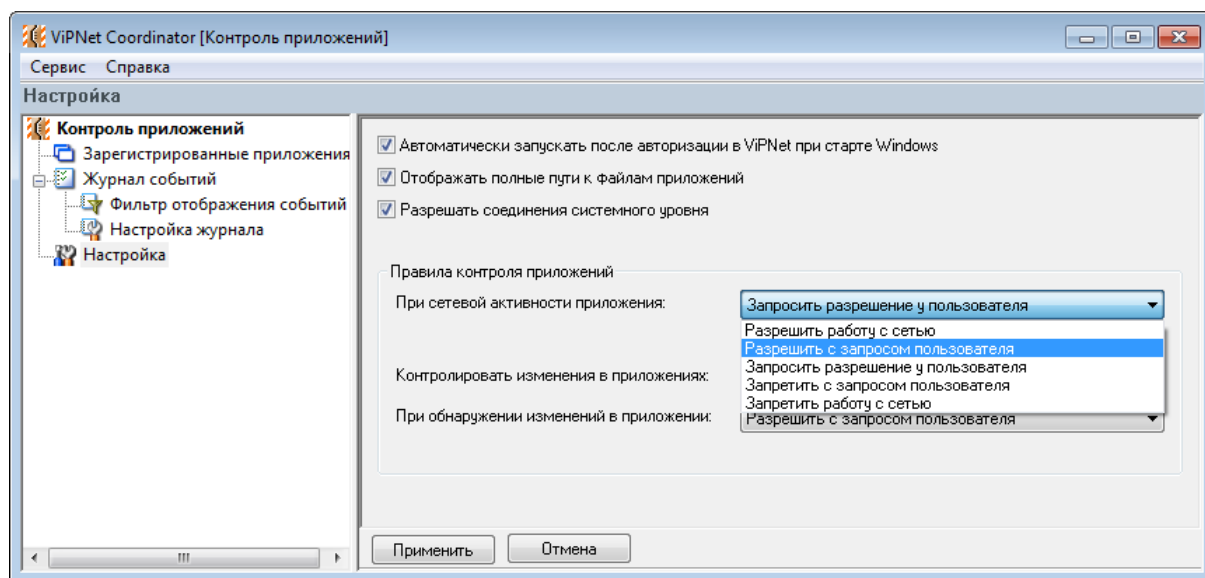 ViPNet Coordinator [Контроль приложений]
Сервис Справка
Настройка
Контроль приложений
Зарегистрированные приложения
Журнал событий
Фильтр отображения событий
Настройка журнала
Настройка
Автоматически запускать после авторизации в ViPNet при старте Windows
Отображать полные пути к файлам приложений
Разрешать соединения системного уровня
Правила контроля приложений
При сетевой активности приложения: Запросить разрешение у пользователя
Разрешить работу с сетью
Разрешить с запросом пользователя
Запросить разрешение у пользователя
Запретить с запросом пользователя
Запретить работу с сетью
Контролировать изменения в приложениях:
При обнаружении изменений в приложении: Разрешить с запросом пользователя
Применить Отмена